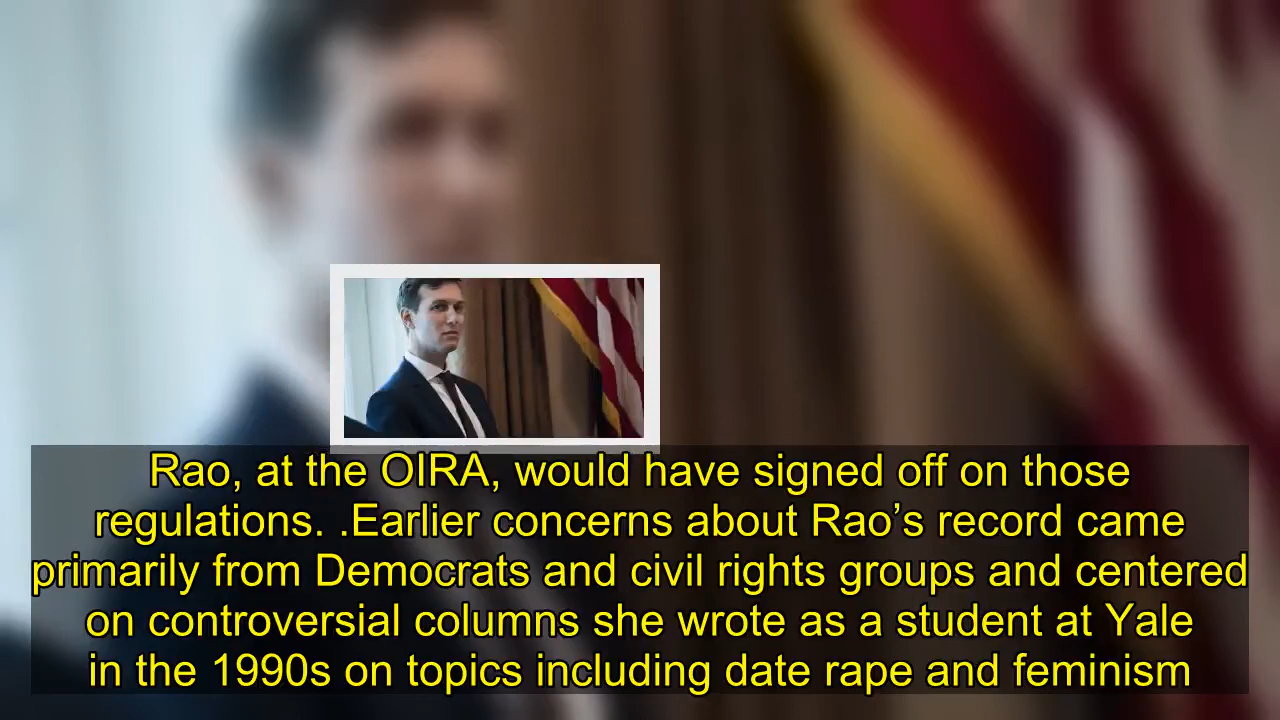 Rao, at the OIRA, would have signed off on those
regulations. .Earlier concerns about Rao’s record came
primarily from Democrats and civil rights groups and centered
on controversial columns she wrote as a student at Yale
in the 1990s on topics including date rape and feminism